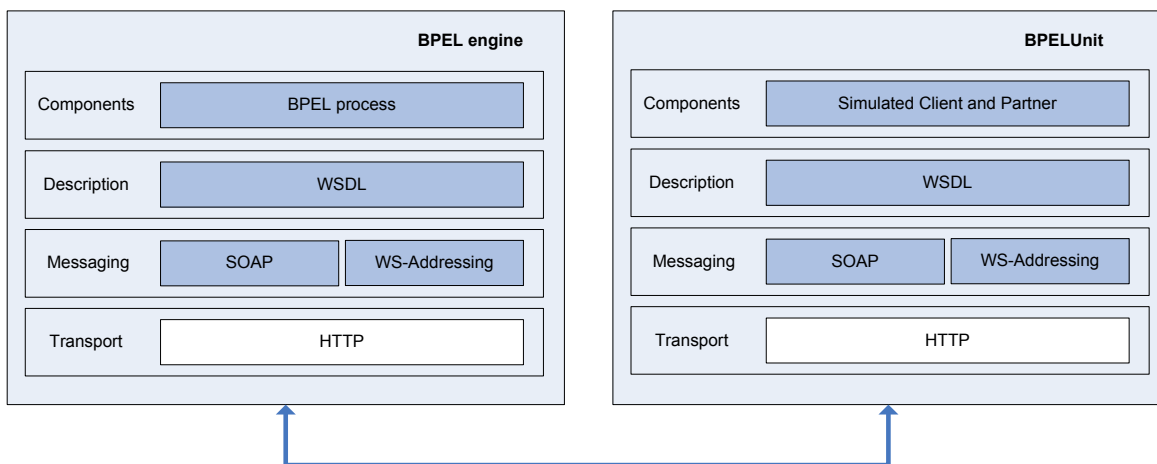 BPEL engine
Components
BPEL process
Description
WSDL
Messaging
SOAP
WS-Addressing
Transport
HTTP
BPELUnit
Components
Simulated Client and Partner
Description
WSDL
Messaging
SOAP
WS-Addressing
Transport
HTTP